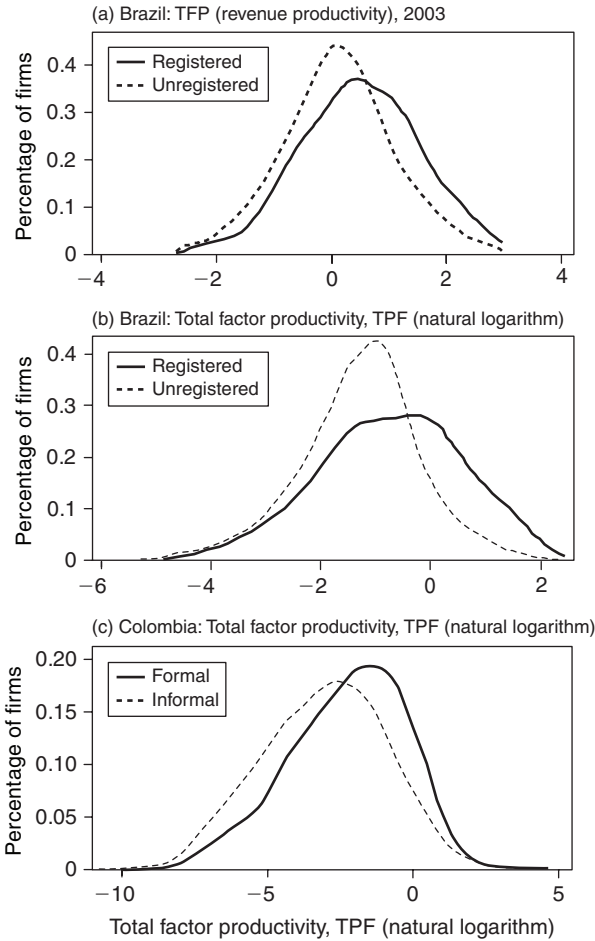 (a) Brazil: TFP (revenue productivity), 2003
Percentage of firms
0.4
0.3
0.2
0.1
0
Registered
Unregistered
−4
−2
0
2
4
(b) Brazil: Total factor productivity, TPF (natural logarithm)
Percentage of firms
0.4
0.3
0.2
0.1
0
Registered
Unregistered
−6
−4
−2
0
2
(c) Colombia: Total factor productivity, TPF (natural logarithm)
Percentage of firms
0.20
0.15
0.10
0.05
0
Formal
Informal
−10
−5
0
5
Total factor productivity, TPF (natural logarithm)